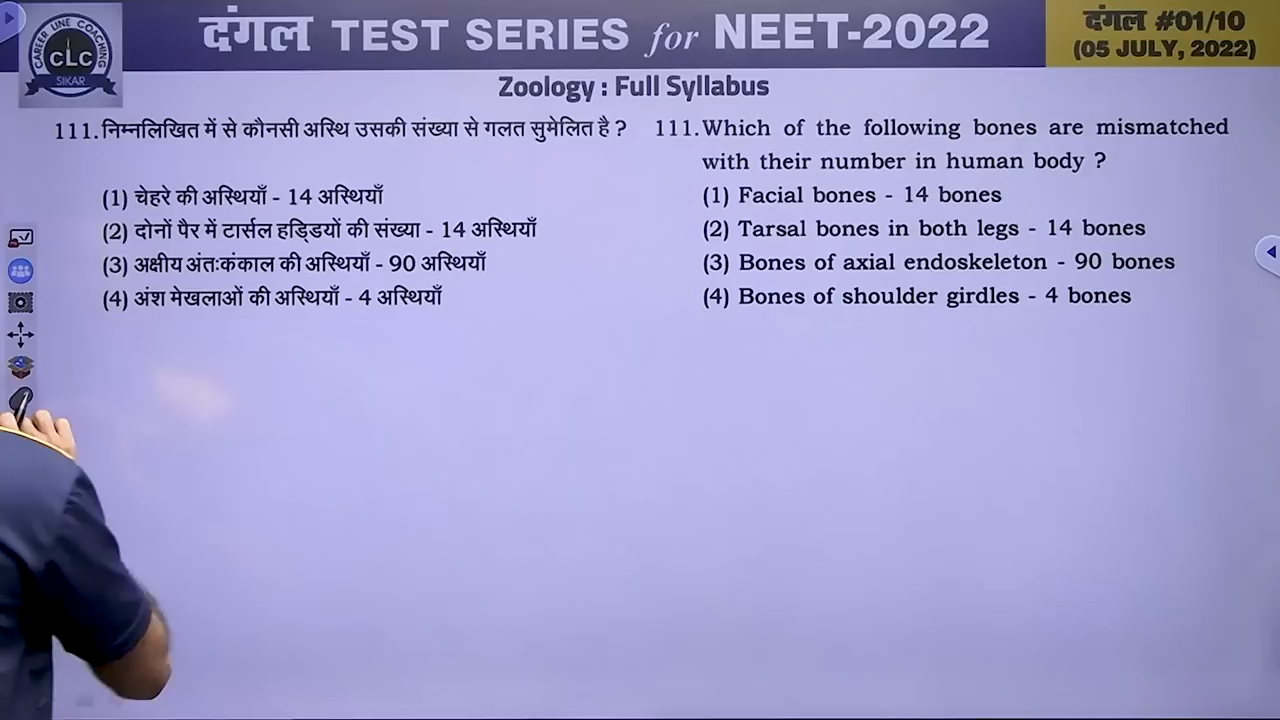 दंगल TEST SERIES for NEET-2022
दंगल #01/10
(05 JULY, 2022)
CAREER LINE COACHING
CLC
SIKAR
Zoology : Full Syllabus
111. निम्नलिखित में से कौनसी अस्थि उसकी संख्या से गलत सुमेलित है ?
(1) चेहरे की अस्थियाँ - 14 अस्थियाँ
(2) दोनों पैर में टार्सल हड्डियों की संख्या - 14 अस्थियाँ
(3) अक्षीय अंतःकंकाल की अस्थियाँ - 90 अस्थियाँ
(4) अंश मेखलाओं की अस्थियाँ - 4 अस्थियाँ
111. Which of the following bones are mismatched
with their number in human body ?
(1) Facial bones - 14 bones
(2) Tarsal bones in both legs - 14 bones
(3) Bones of axial endoskeleton - 90 bones
(4) Bones of shoulder girdles - 4 bones